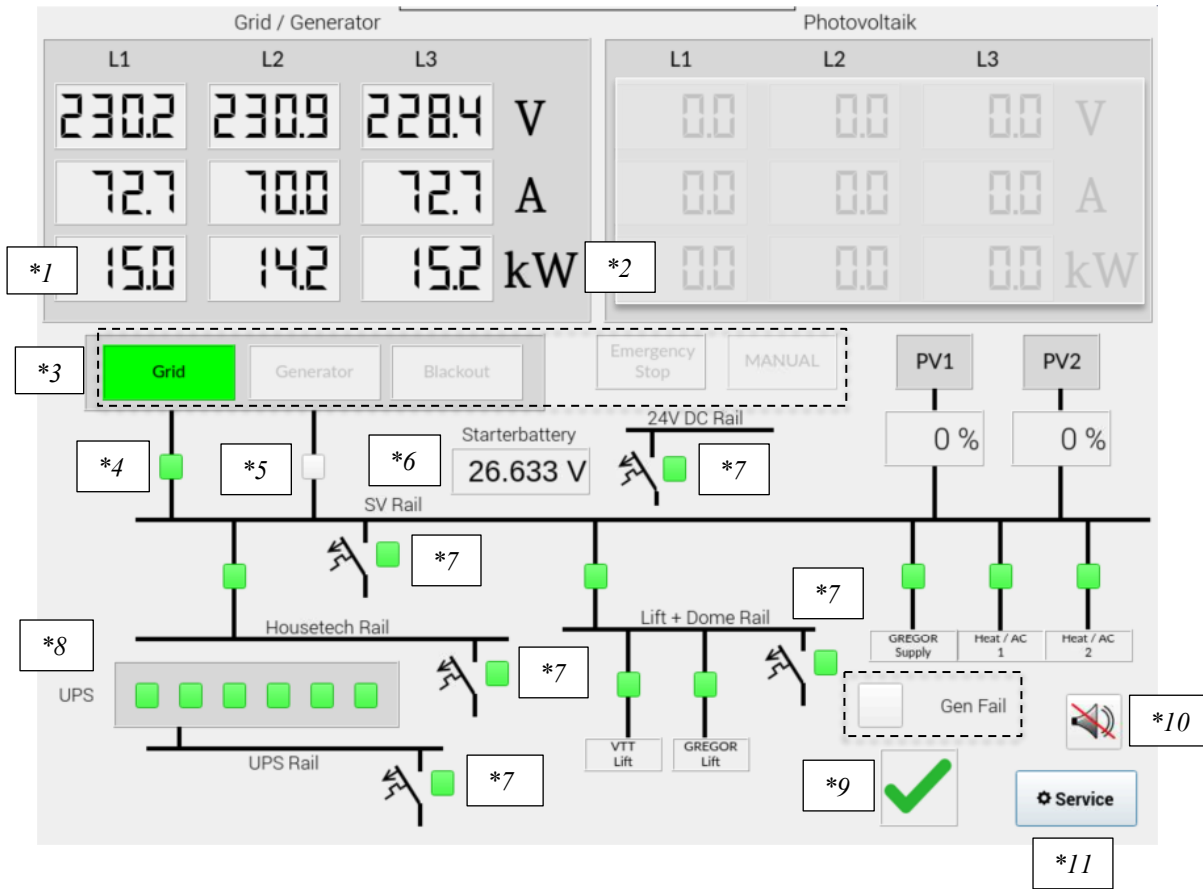 Grid / Generator
Photovoltaik
L1 L2 L3
L1 L2 L3
230.2 230.9 228.4 V
0.0 0.0 0.0 V
72.7 70.0 72.7 A
0.0 0.0 0.0 A
*1
15.0 14.2 15.2 kW
*2
0.0 0.0 0.0 kW
*3
Grid
Generator
Blackout
Emergency
Stop
MANUAL
PV1
PV2
0 %
0 %
*4
*5
*6
Starterbattery
26.633 V
24V DC Rail
*7
SV Rail
*7
*7
Housetech Rail
Lift + Dome Rail
GREGOR
Supply
Heat / AC
1
Heat / AC
2
*8
UPS
*7
UPS Rail
*7
VTT
Lift
GREGOR
Lift
Gen Fail
*10
*9
Service
*11